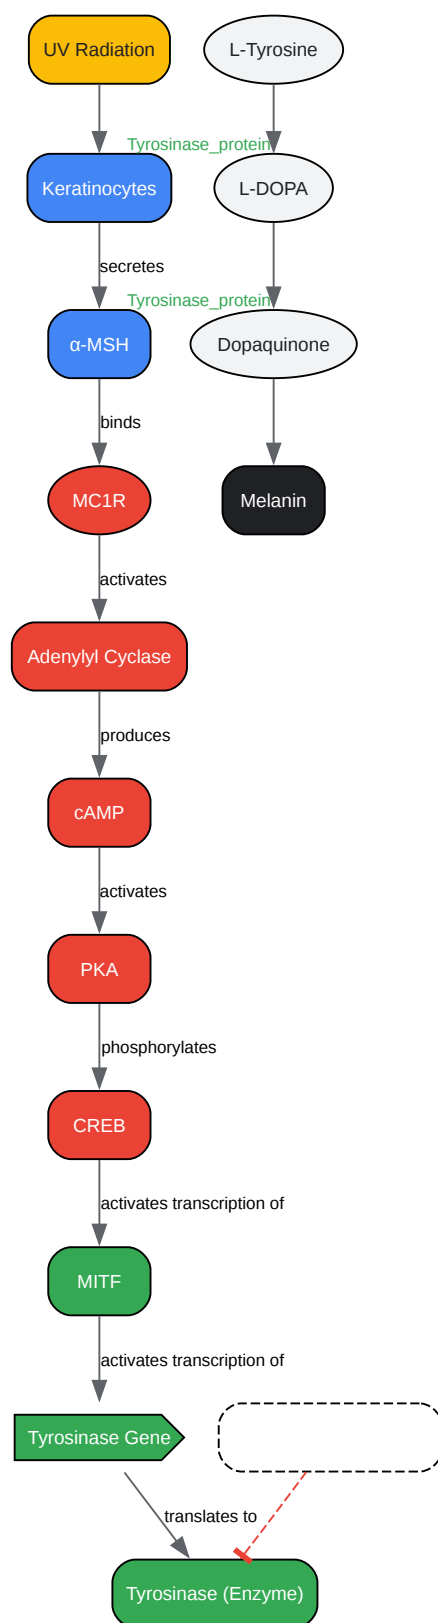 UV Radiation
L-Tyrosine
Tyrosinase_protein
Keratinocytes
L-DOPA
secretes
Tyrosinase_protein
α-MSH
Dopaquinone
binds
MC1R
Melanin
activates
Adenylyl Cyclase
produces
cAMP
activates
PKA
phosphorylates
CREB
activates transcription of
MITF
activates transcription of
Tyrosinase Gene
translates to
Tyrosinase (Enzyme)